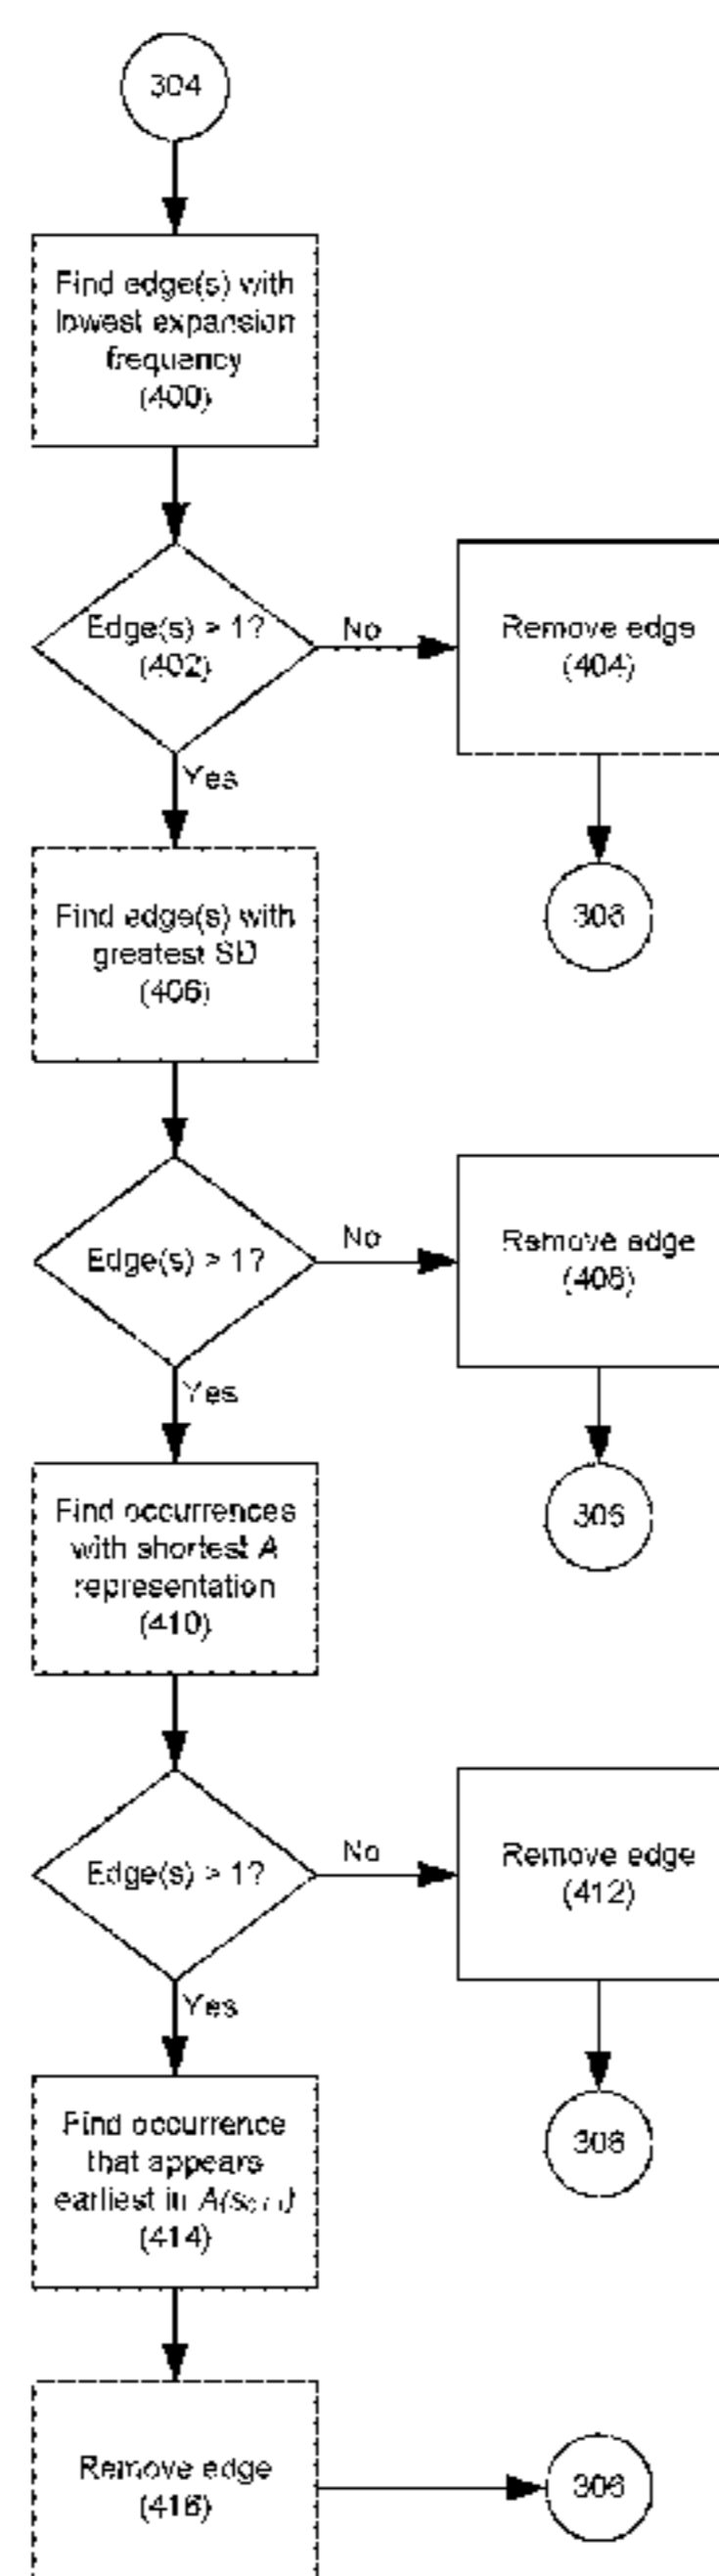 304
Find edge(s) with
lowest expansion
frequency
(400)
Edge(s) > 1?
(402)
No
Remove edge
(404)
Yes
306
Find edge(s) with
greatest SD
(406)
Edge(s) > 1?
No
Remove edge
(408)
Yes
306
Find occurrences
with shortest A
representation
(410)
Edge(s) > 1?
No
Remove edge
(412)
Yes
306
Find occurrence
that appears
earliest in
(414)
Remove edge
(416)
306